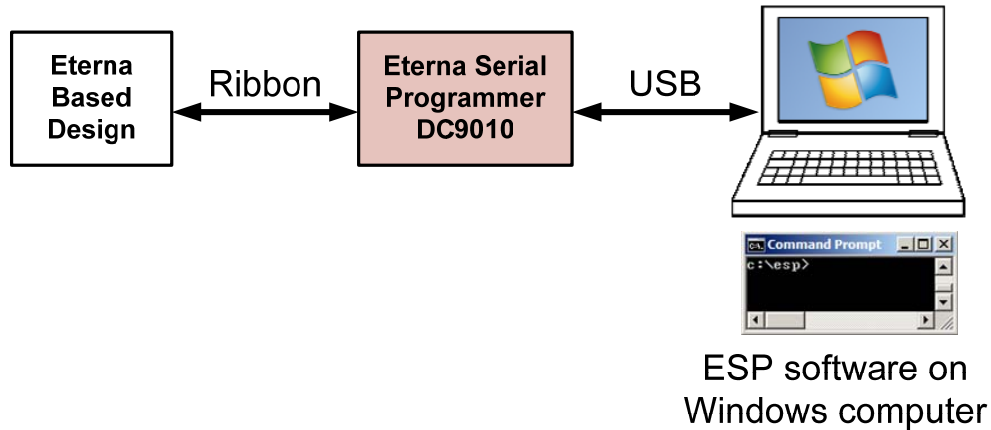 Eterna
Based
Design
Ribbon
Eterna Serial
Programmer
DC9010
USB
Command Prompt
c:\esp>
ESP software on
Windows computer